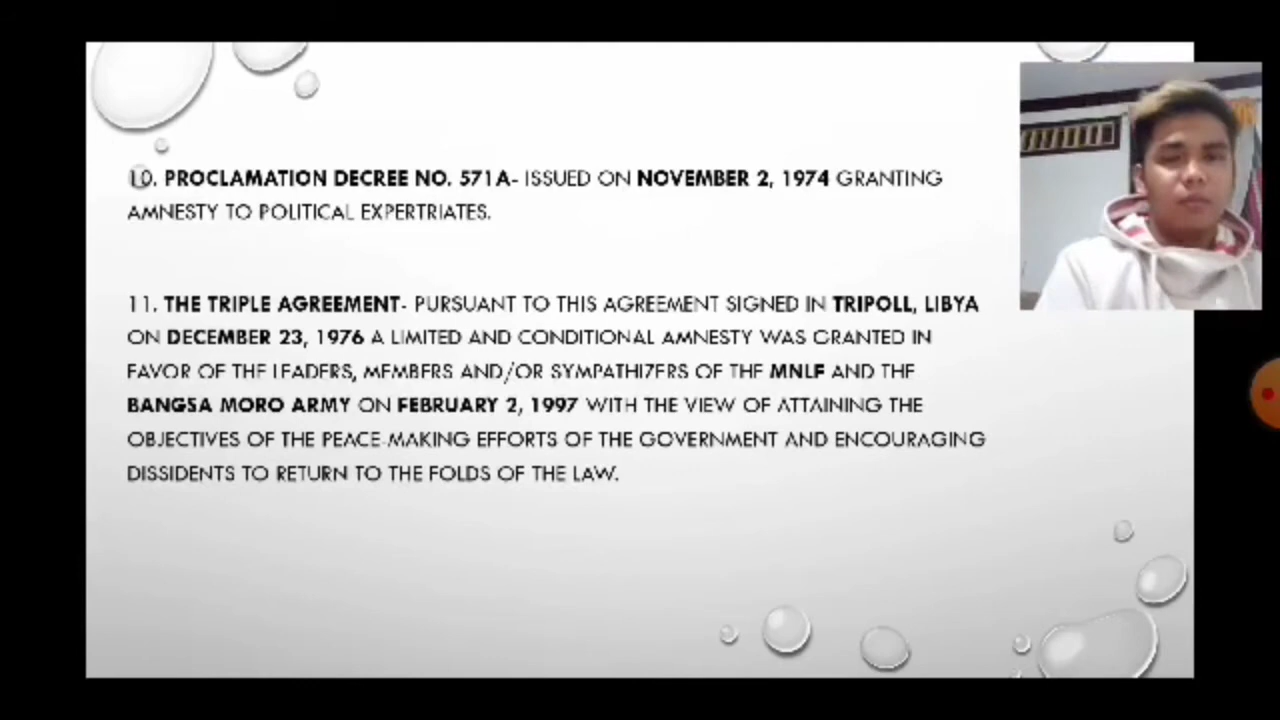 10. PROCLAMATION DECREE NO. 571A- ISSUED ON NOVEMBER 2, 1974 GRANTING
AMNESTY TO POLITICAL EXPERTRIATES.
11. THE TRIPLE AGREEMENT- PURSUANT TO THIS AGREEMENT SIGNED IN TRIPOLL, LIBYA
ON DECEMBER 23, 1976 A LIMITED AND CONDITIONAL AMNESTY WAS GRANTED IN
FAVOR OF THE LEADERS, MEMBERS AND/OR SYMPATHIZERS OF THE MNLF AND THE
BANGSA MORO ARMY ON FEBRUARY 2, 1997 WITH THE VIEW OF ATTAINING THE
OBJECTIVES OF THE PEACE-MAKING EFFORTS OF THE GOVERNMENT AND ENCOURAGING
DISSIDENTS TO RETURN TO THE FOLDS OF THE LAW.